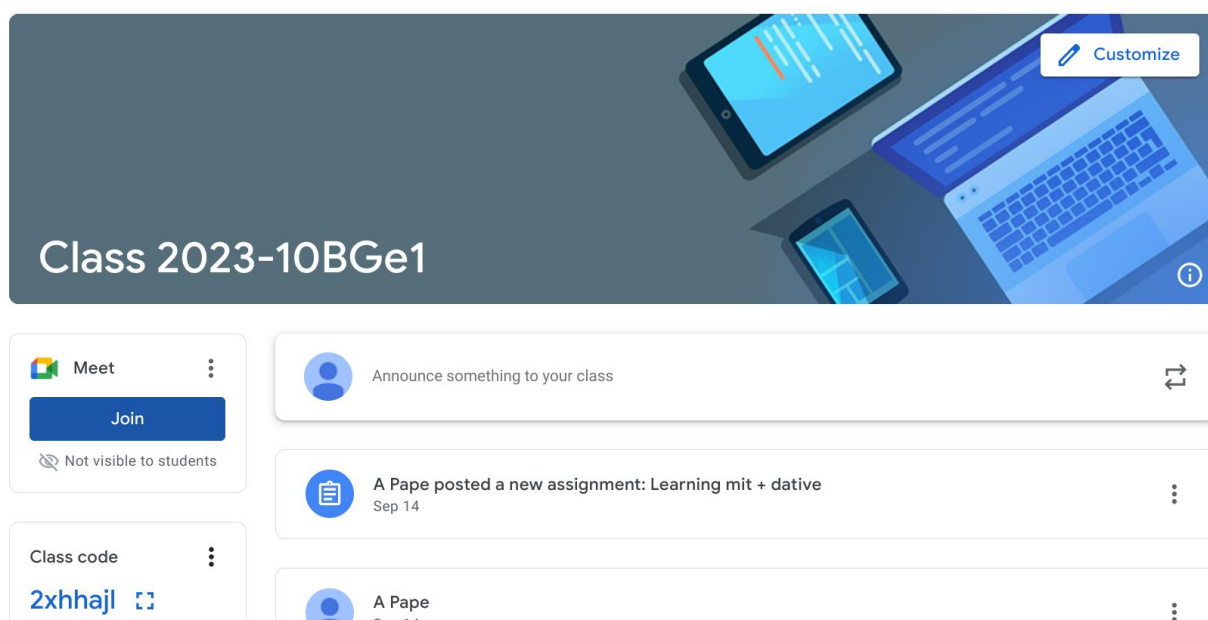 Customize
Class 2023-10BGe1
Meet
Join
Not visible to students
Class code
2xhhajl
Announce something to your class
A Pape posted a new assignment: Learning mit + dative
Sep 14
A Pape